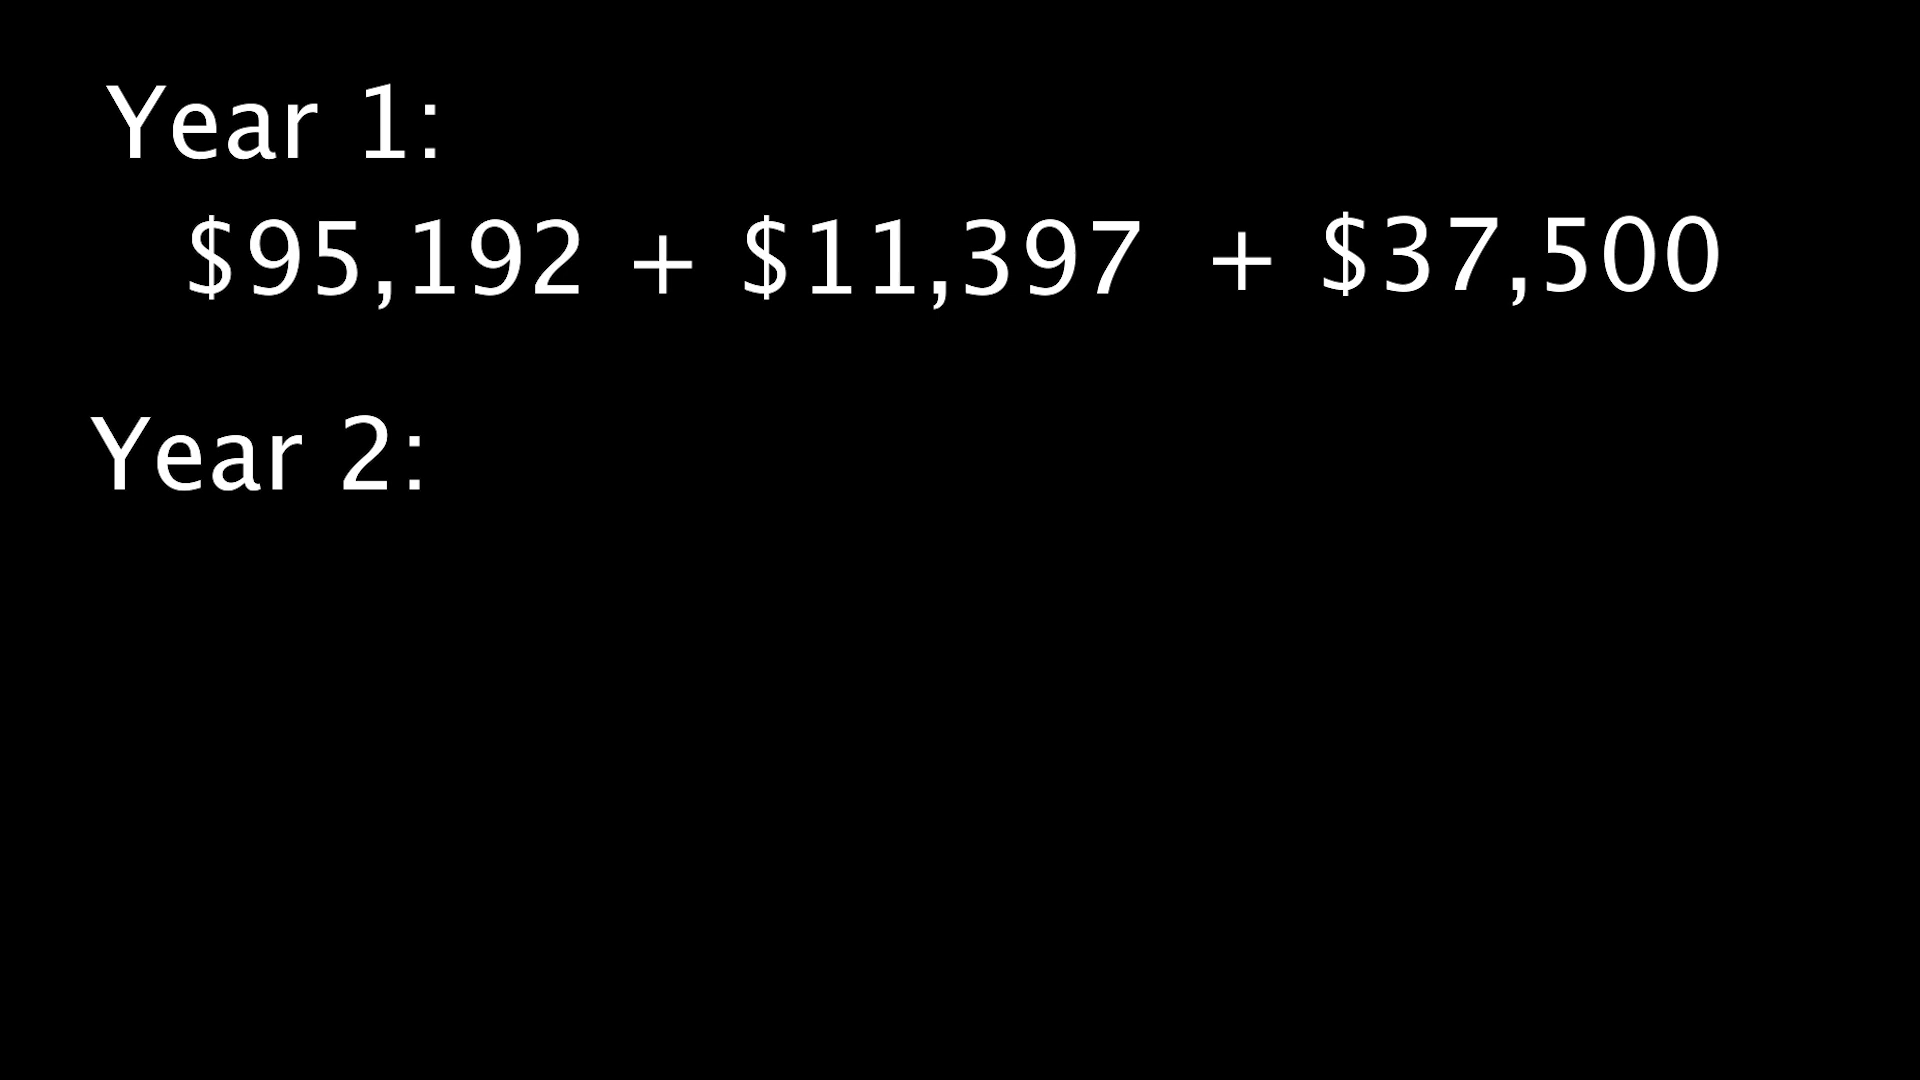 Year 1:
$95,192 + $11,397 + $37,500
Year 2: